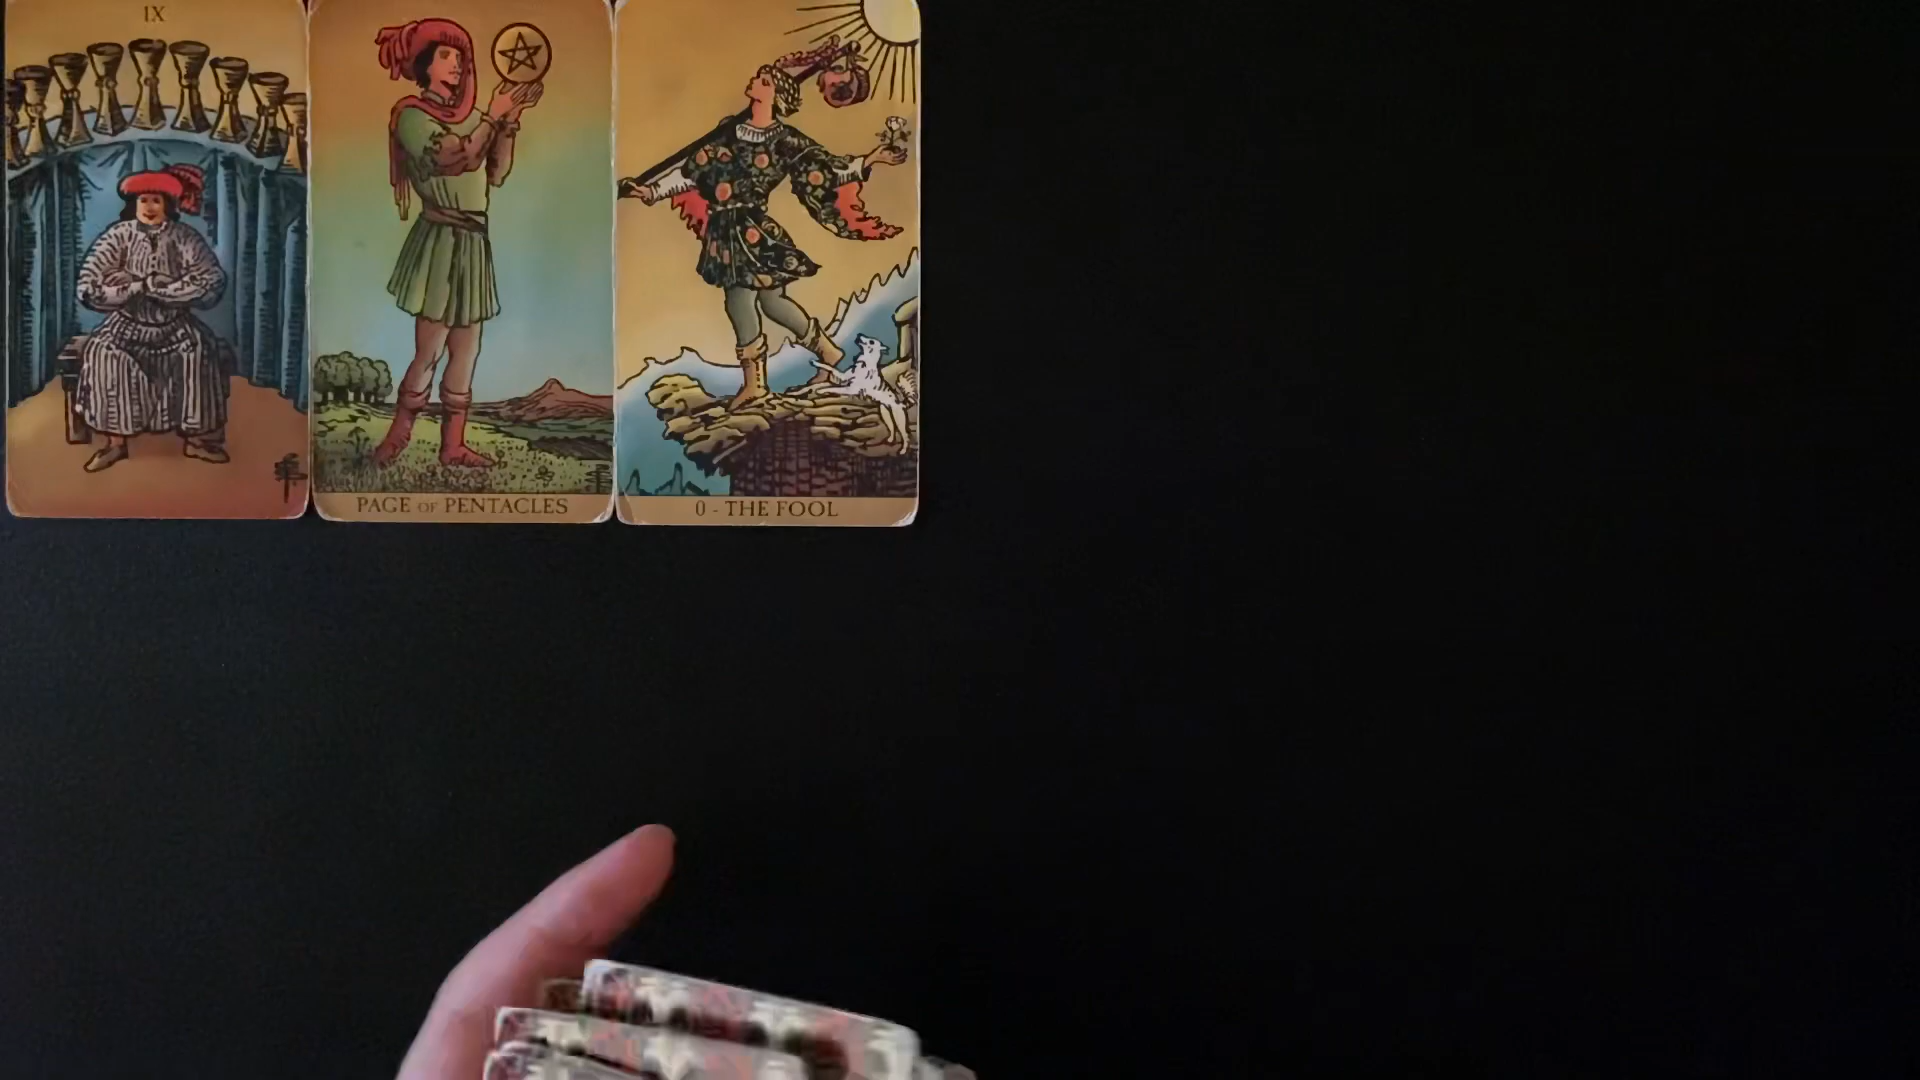 IX
PAGE OF PENTACLES
0 - THE FOOL